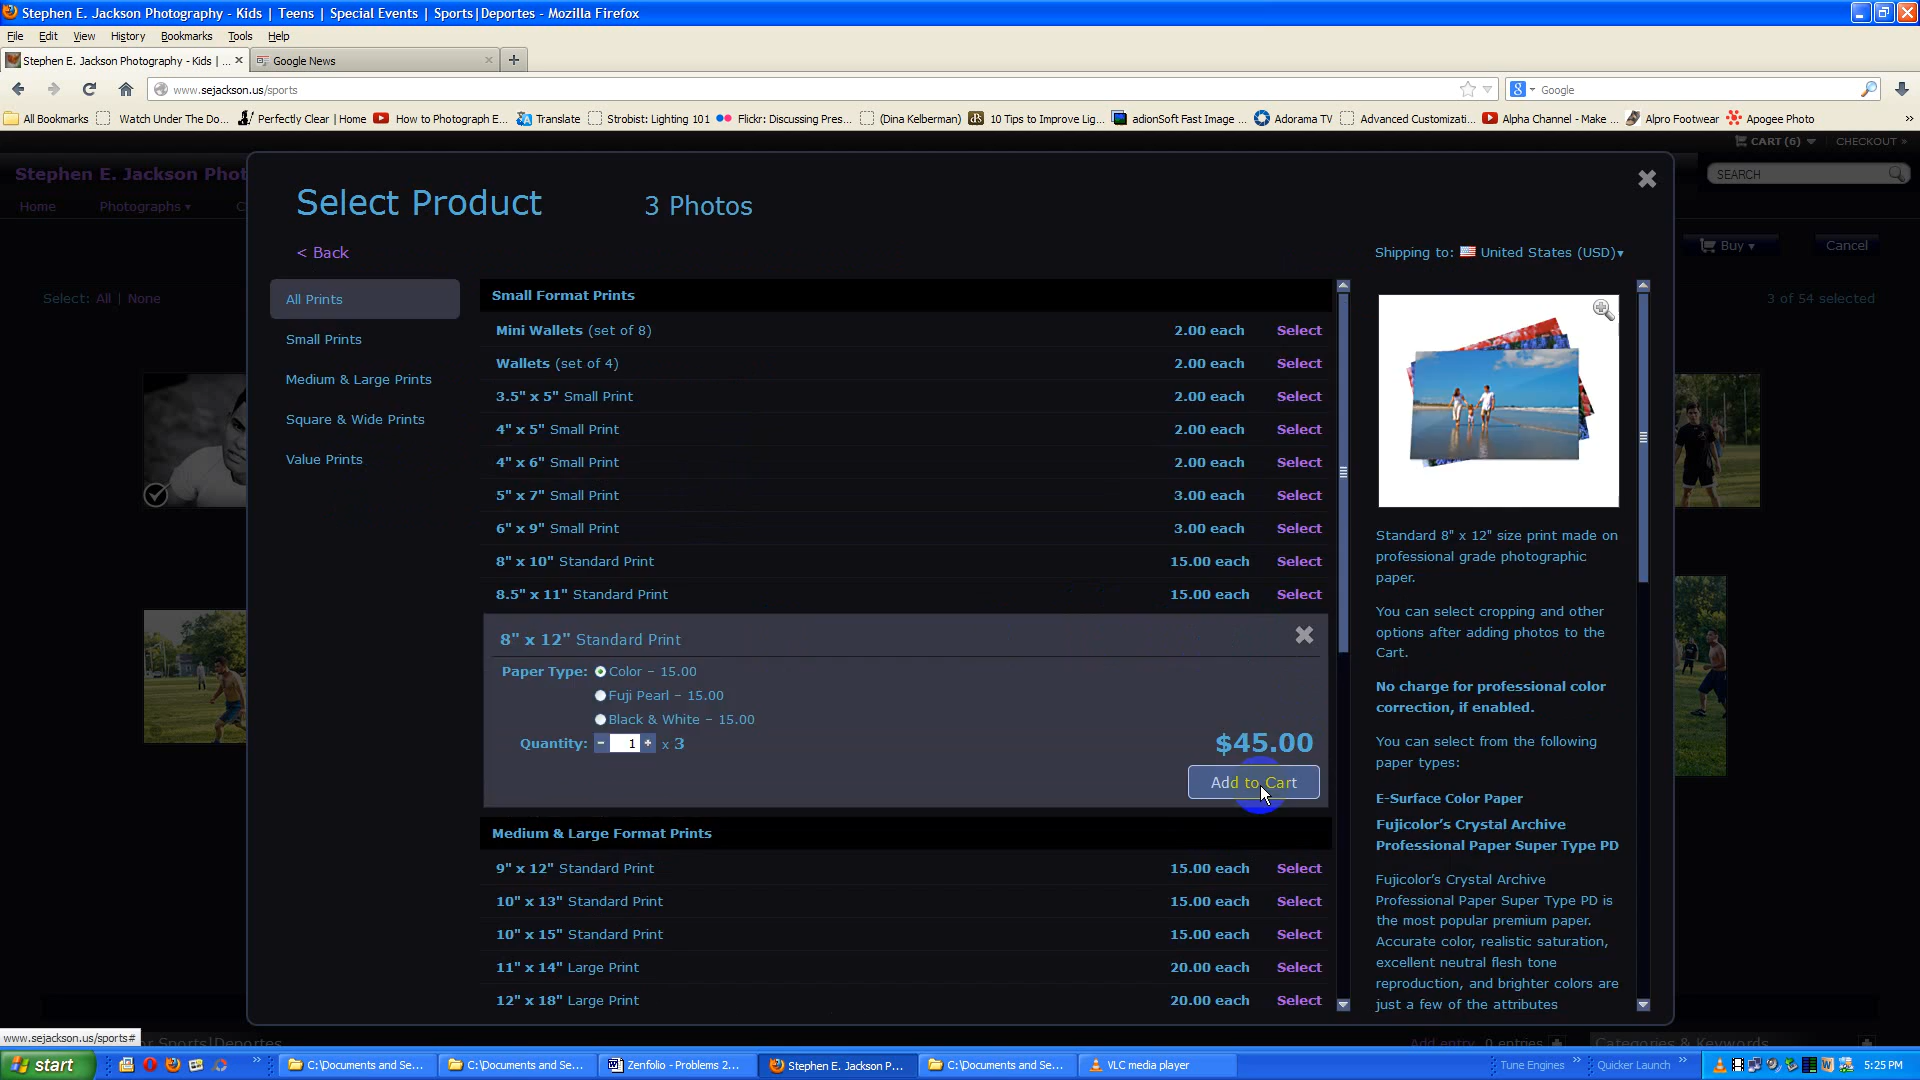 Stephen E. Jackson Photography - Kids | Teens | Special Events | Sports|Deportes - Mozilla Firefox
File Edit View History Bookmarks Tools Help
Stephen E. Jackson Photography - Kids | ... Google News
www.sejackson.us/sports
Google
All Bookmarks Watch Under The Do... Perfectly Clear | Home How to Photograph E... Translate Strobist: Lighting 101 Flickr: Discussing Pres... (Dina Kelberman) 10 Tips to Improve Lig... adionSoft Fast Image ... Adorama TV Advanced Customizati... Alpha Channel - Make ... Alpro Footwear Apogee Photo
CART (6) CHECKOUT »
Stephen E. Jackson Phot
SEARCH
Home Photographs
Select Product 3 Photos
Buy Cancel
< Back
Shipping to: United States (USD)
Select: All | None
3 of 54 selected
All Prints
Small Prints
Medium & Large Prints
Square & Wide Prints
Value Prints
Small Format Prints
Mini Wallets (set of 8) 2.00 each Select
Wallets (set of 4) 2.00 each Select
3.5" x 5" Small Print 2.00 each Select
4" x 5" Small Print 2.00 each Select
4" x 6" Small Print 2.00 each Select
5" x 7" Small Print 3.00 each Select
6" x 9" Small Print 3.00 each Select
8" x 10" Standard Print 15.00 each Select
8.5" x 11" Standard Print 15.00 each Select
8" x 12" Standard Print
Paper Type: Color – 15.00
Fuji Pearl – 15.00
Black & White – 15.00
Quantity: - 1 + x 3
$45.00
Add to Cart
Medium & Large Format Prints
9" x 12" Standard Print 15.00 each Select
10" x 13" Standard Print 15.00 each Select
10" x 15" Standard Print 15.00 each Select
11" x 14" Large Print 20.00 each Select
12" x 18" Large Print 20.00 each Select
Standard 8" x 12" size print made on
professional grade photographic
paper.
You can select cropping and other
options after adding photos to the
Cart.
No charge for professional color
correction, if enabled.
You can select from the following
paper types:
E-Surface Color Paper
Fujicolor's Crystal Archive
Professional Paper Super Type PD
Fujicolor's Crystal Archive
Professional Paper Super Type PD is
the most popular premium paper.
Accurate color, realistic saturation,
excellent neutral flesh tone
reproduction, and brighter colors are
just a few of the attributes
www.sejackson.us/sports#
or Sports|Deportes
Add entry 0 entries
Categories & Keywords
start
C:\Documents and Se... C:\Documents and Se... Zenfolio - Problems 2... Stephen E. Jackson P... C:\Documents and Se... VLC media player
Tune Engines » Quicker Launch » 5:25 PM